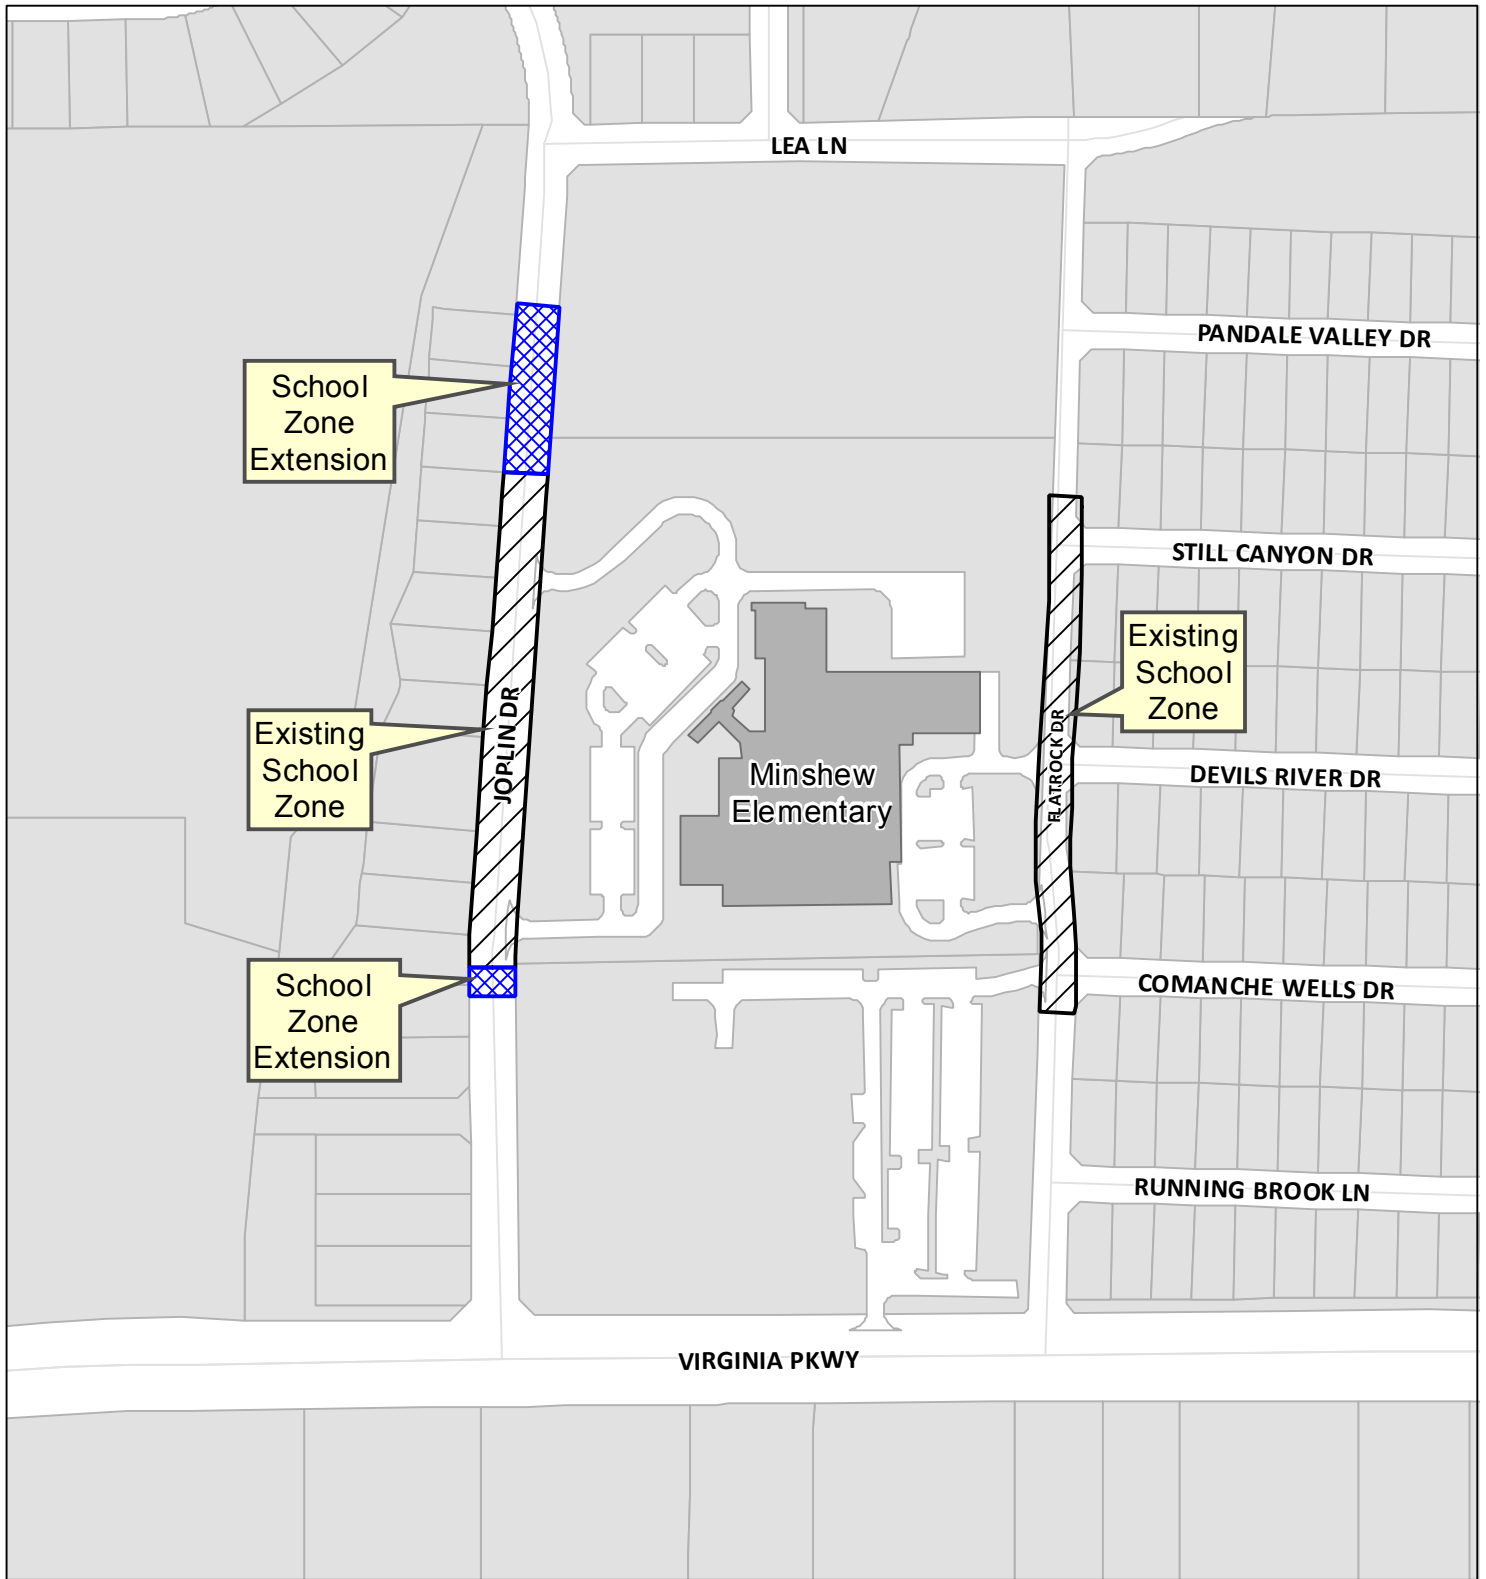 LEA LN
PANDALE VALLEY DR
School
Zone
Extension
STILL CANYON DR
Existing
School
Zone
JOPLIN DR
Existing
School
Zone
FLATROCK DR
Minshew
Elementary
DEVILS RIVER DR
School
Zone
Extension
COMANCHE WELLS DR
RUNNING BROOK LN
VIRGINIA PKWY